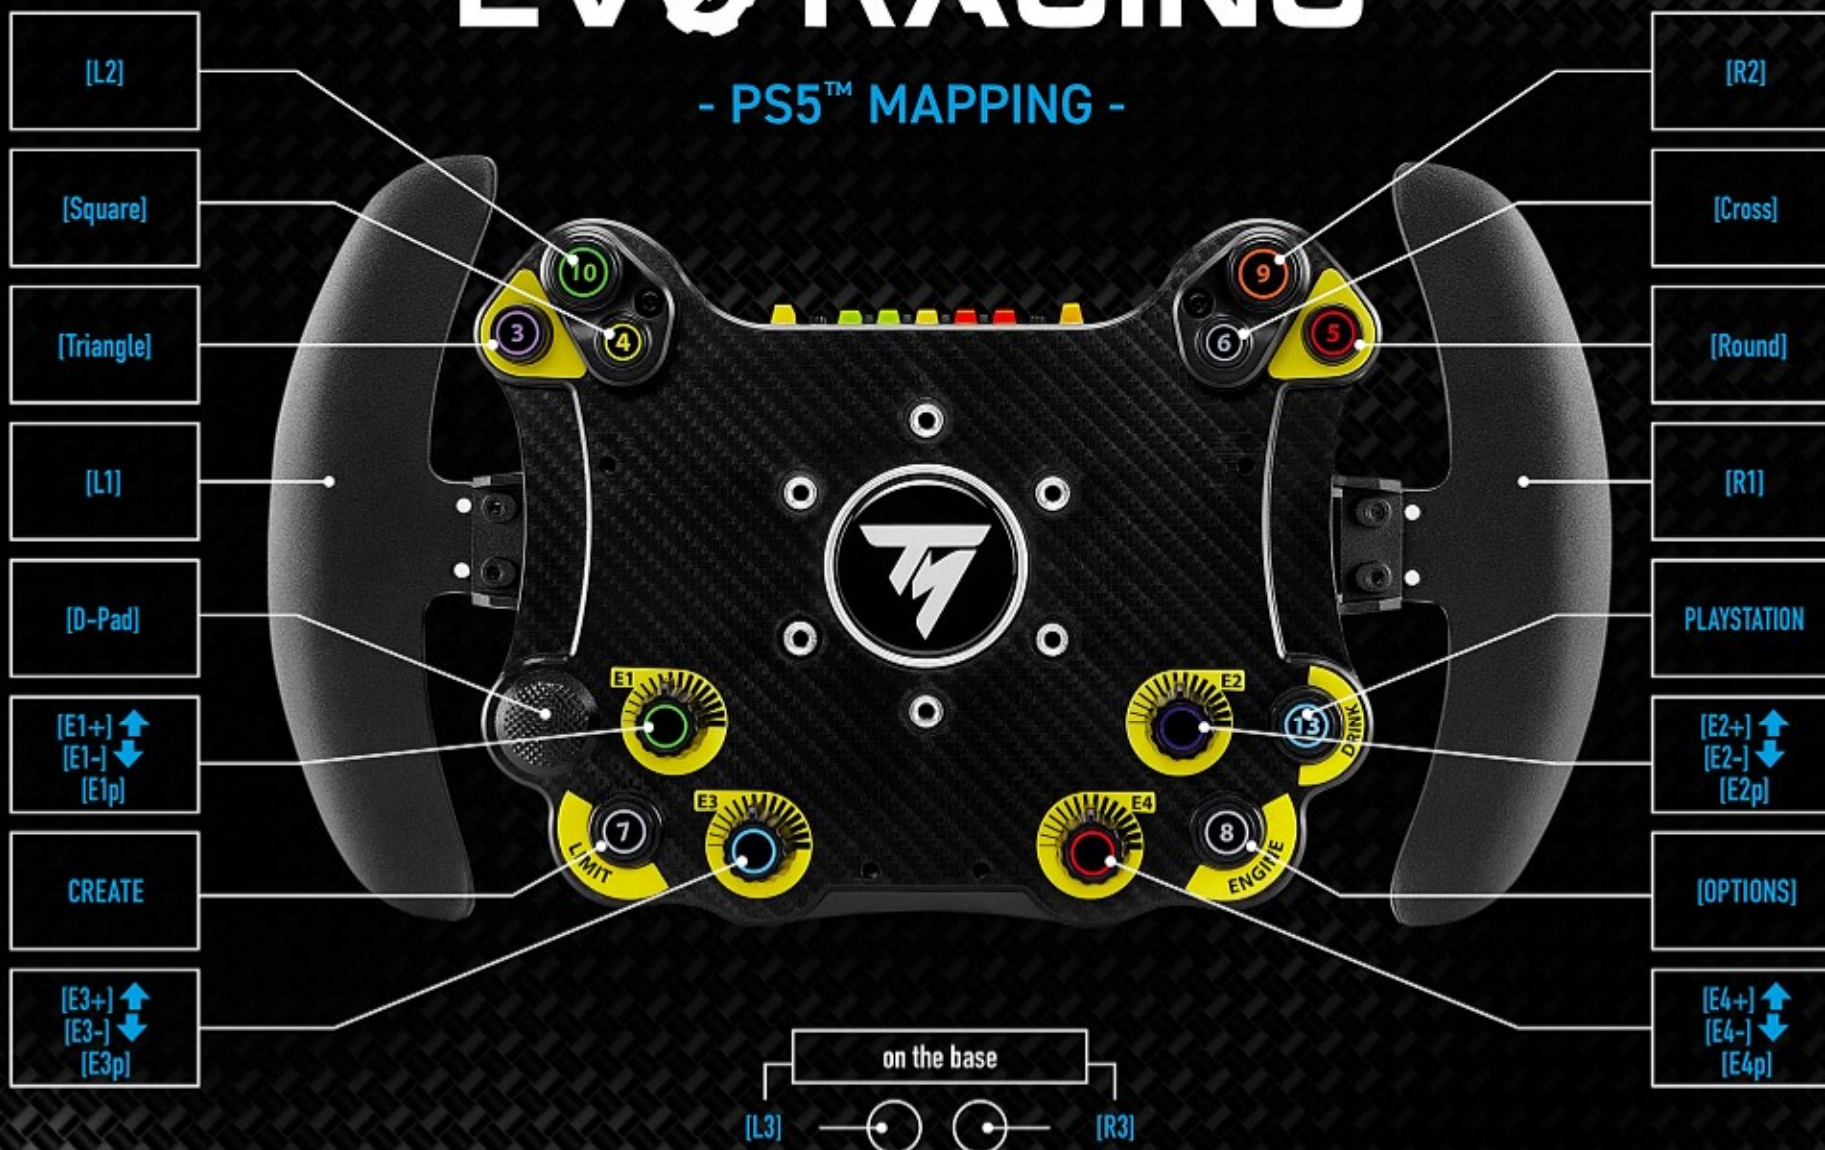 EVO RACING
- PS5™ MAPPING -
[L2]
[Square]
[Triangle]
[L1]
[D-Pad]
[E1+]
[E1-]
[E1p]
CREATE
[E3+]
[E3-]
[E3p]
[R2]
[Cross]
[Round]
[R1]
PLAYSTATION
[E2+]
[E2-]
[E2p]
[OPTIONS]
[E4+]
[E4-]
[E4p]
10
3
4
9
6
5
E1
E2
13
DRINK
7
LIMIT
E3
E4
8
ENGINE
on the base
[L3]
[R3]